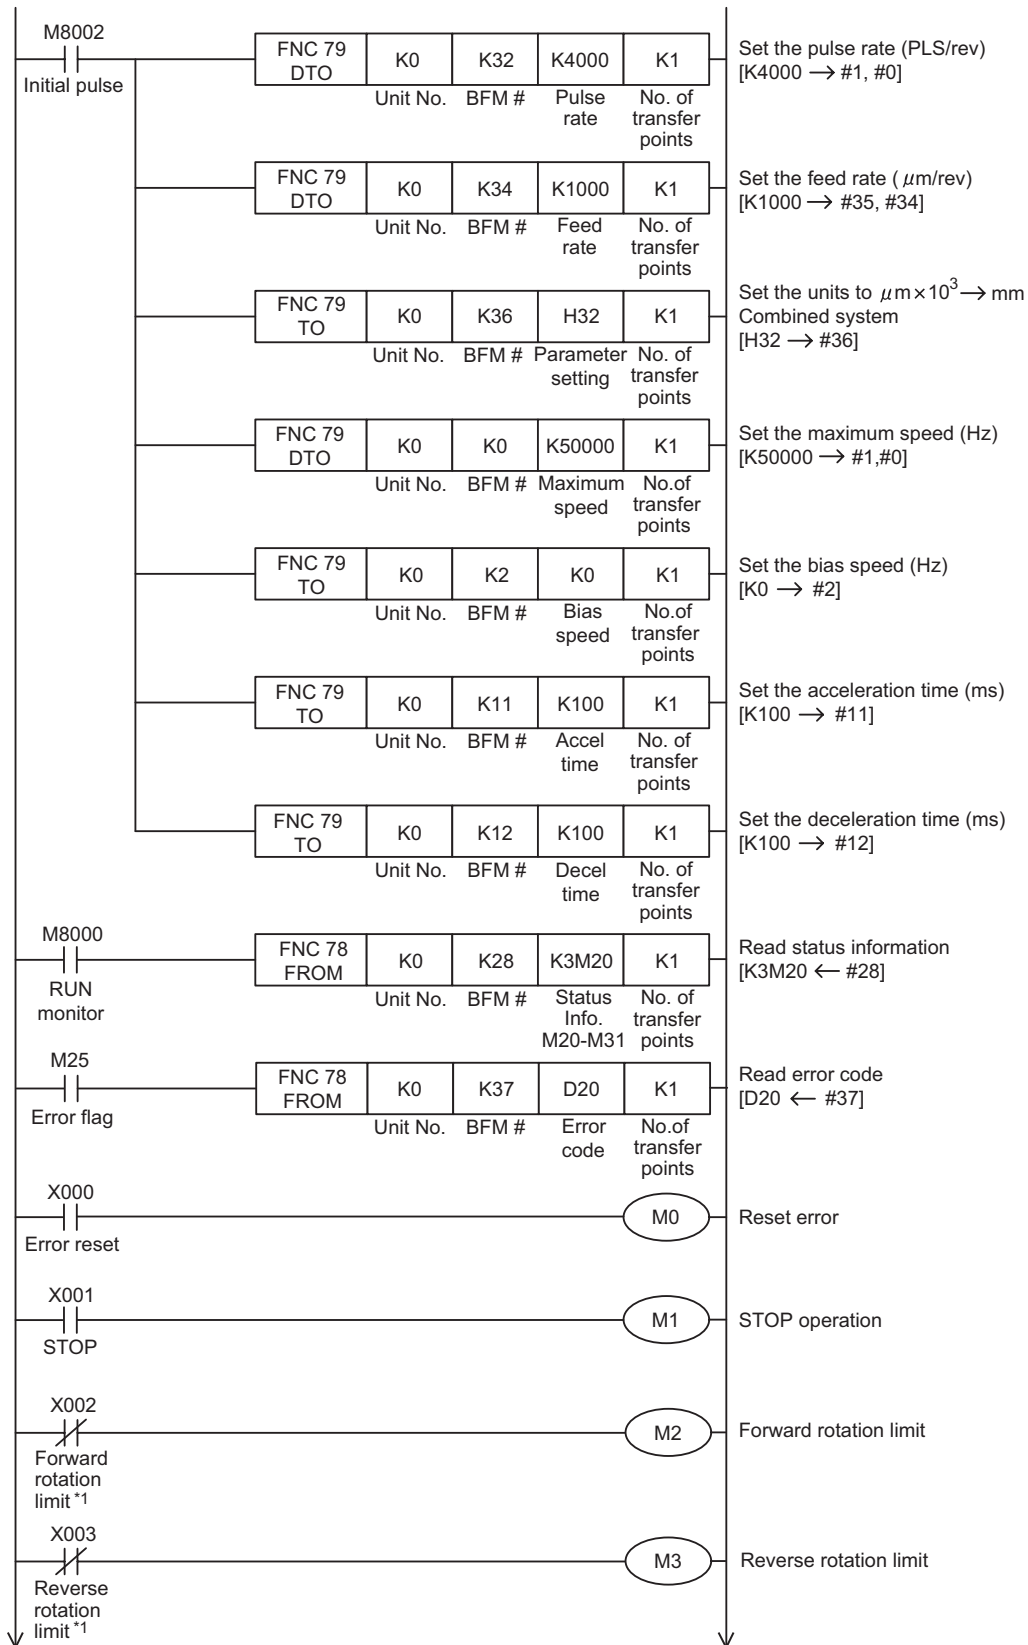 M8002
Initial pulse
FNC 79
DTO
K0
K32
K4000
K1
Unit No.
BFM #
Pulse
rate
No. of
transfer
points
Set the pulse rate (PLS/rev)
[K4000 → #1, #0]
FNC 79
DTO
K0
K34
K1000
K1
Unit No.
BFM #
Feed
rate
No. of
transfer
points
Set the feed rate ( μm/rev)
[K1000 → #35, #34]
FNC 79
TO
K0
K36
H32
K1
Unit No.
BFM #
Parameter
setting
No. of
transfer
points
Set the units to μm×10³→ mm
Combined system
[H32 → #36]
FNC 79
DTO
K0
K0
K50000
K1
Unit No.
BFM #
Maximum
speed
No.of
transfer
points
Set the maximum speed (Hz)
[K50000 → #1,#0]
FNC 79
TO
K0
K2
K0
K1
Unit No.
BFM #
Bias
speed
No.of
transfer
points
Set the bias speed (Hz)
[K0 → #2]
FNC 79
TO
K0
K11
K100
K1
Unit No.
BFM #
Accel
time
No. of
transfer
points
Set the acceleration time (ms)
[K100 → #11]
FNC 79
TO
K0
K12
K100
K1
Unit No.
BFM #
Decel
time
No. of
transfer
points
Set the deceleration time (ms)
[K100 → #12]
M8000
RUN
monitor
FNC 78
FROM
K0
K28
K3M20
K1
Unit No.
BFM #
Status
Info.
M20-M31
No. of
transfer
points
Read status information
[K3M20 ← #28]
M25
Error flag
FNC 78
FROM
K0
K37
D20
K1
Unit No.
BFM #
Error
code
No.of
transfer
points
Read error code
[D20 ← #37]
X000
Error reset
M0
Reset error
X001
STOP
M1
STOP operation
X002
Forward
rotation
limit *1
M2
Forward rotation limit
X003
Reverse
rotation
limit *1
M3
Reverse rotation limit